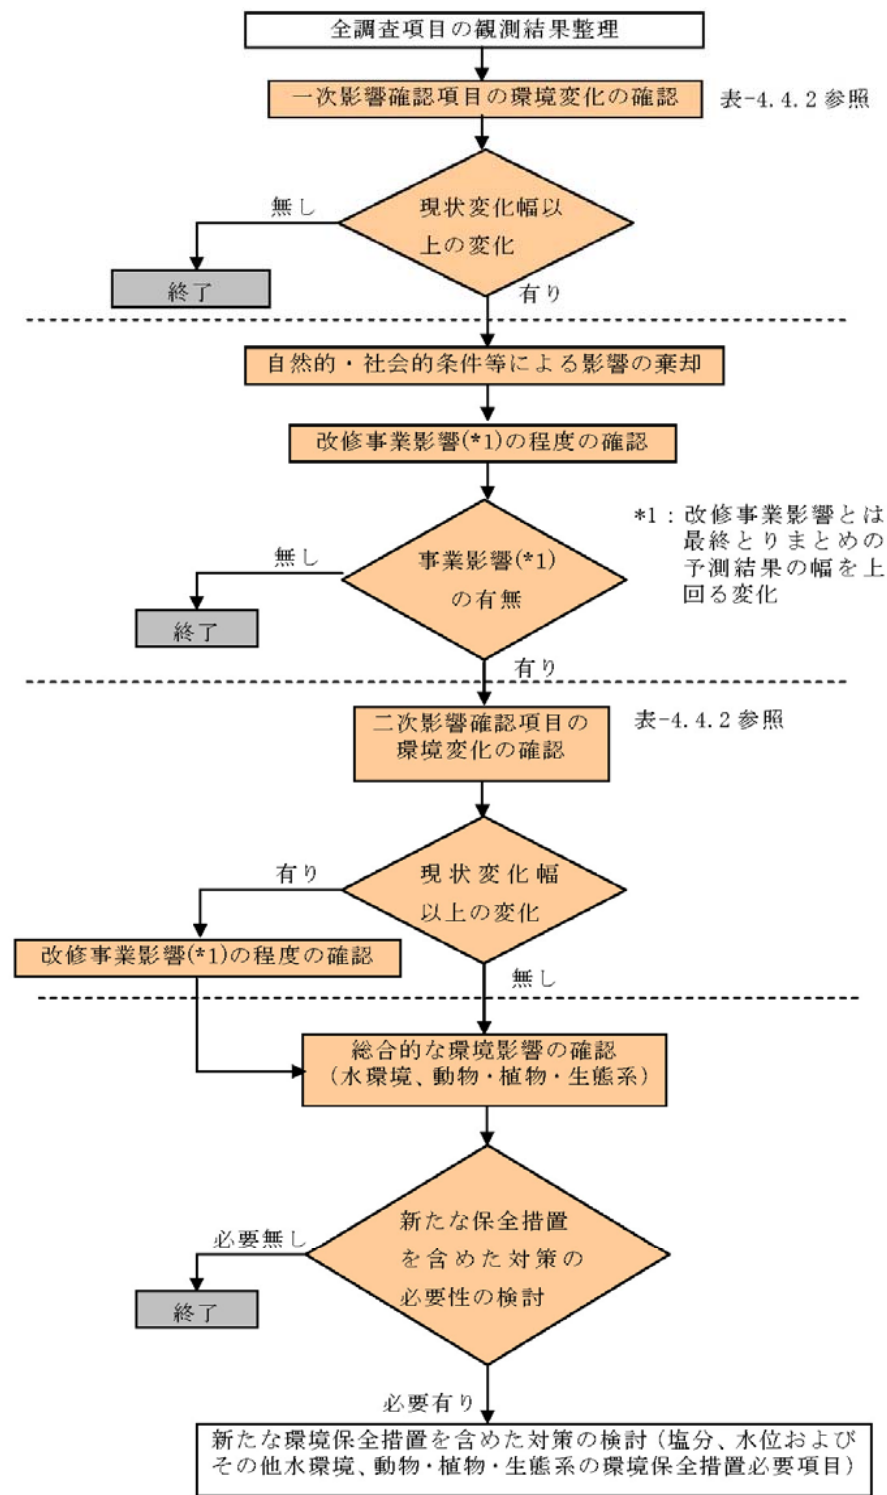 全調査項目の観測結果整理
一次影響確認項目の環境変化の確認
表-4.4.2参照
現状変化幅以
上の変化
無し
終了
有り
自然的・社会的条件等による影響の棄却
改修事業影響(*1)の程度の確認
*1：改修事業影響とは
最終とりまとめの
予測結果の幅を上
回る変化
事業影響(*1)
の有無
無し
終了
有り
二次影響確認項目の
環境変化の確認
表-4.4.2参照
現状変化幅
以上の変化
有り
改修事業影響(*1)の程度の確認
無し
総合的な環境影響の確認
（水環境、動物・植物・生態系）
新たな保全措置
を含めた対策の
必要性の検討
必要無し
終了
必要有り
新たな環境保全措置を含めた対策の検討（塩分、水位および
その他水環境、動物・植物・生態系の環境保全措置必要項目）